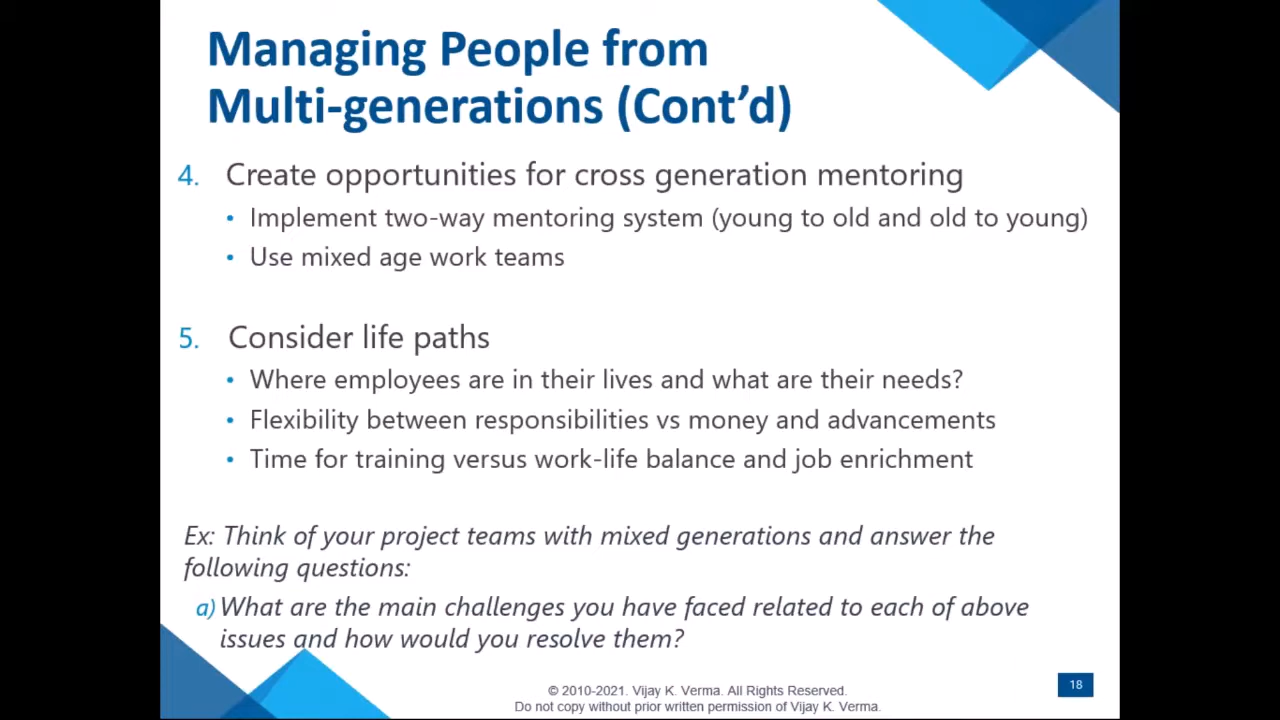 Managing People from
Multi-generations (Cont’d)
4. Create opportunities for cross generation mentoring
• Implement two-way mentoring system (young to old and old to young)
• Use mixed age work teams
5. Consider life paths
• Where employees are in their lives and what are their needs?
• Flexibility between responsibilities vs money and advancements
• Time for training versus work-life balance and job enrichment
Ex: Think of your project teams with mixed generations and answer the
following questions:
a) What are the main challenges you have faced related to each of above
issues and how would you resolve them?
© 2010-2021. Vijay K. Verma. All Rights Reserved.
Do not copy without prior written permission of Vijay K. Verma.
18